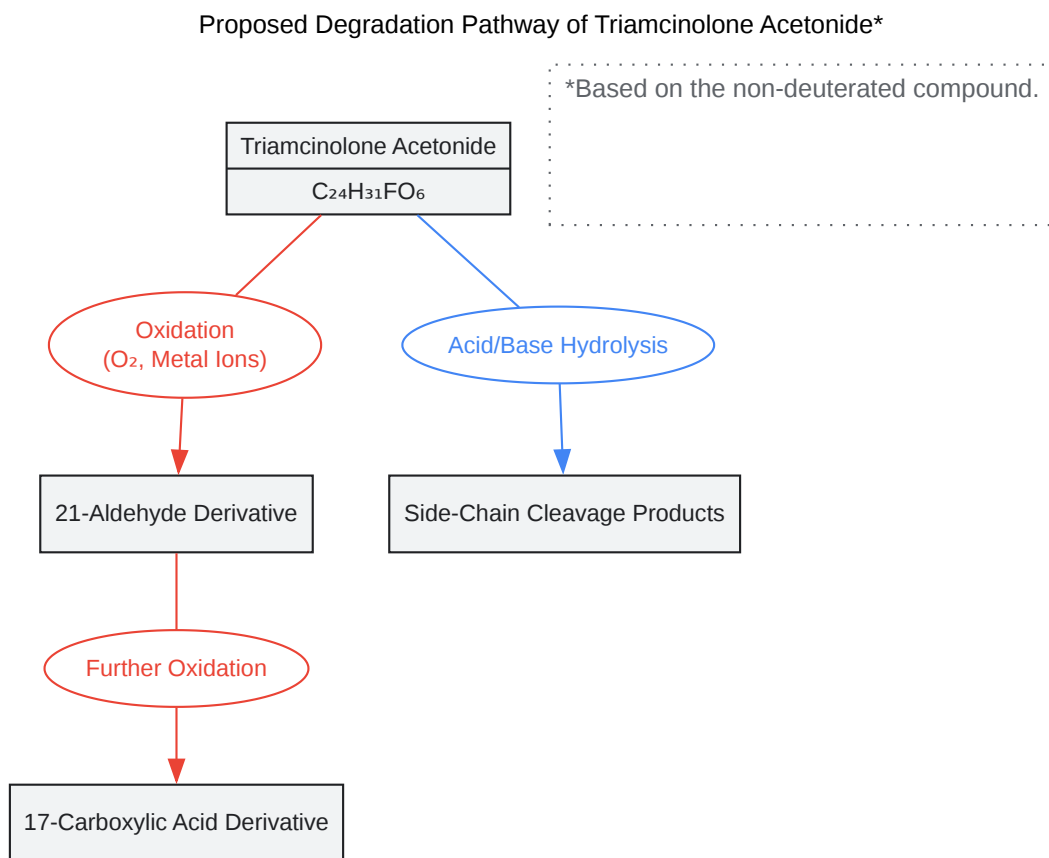 Proposed Degradation Pathway of Triamcinolone Acetonide*
*Based on the non-deuterated compound.
Triamcinolone Acetonide
C₂₄H₃₁FO₆
Oxidation
(O₂, Metal Ions)
Acid/Base Hydrolysis
21-Aldehyde Derivative
Side-Chain Cleavage Products
Further Oxidation
17-Carboxylic Acid Derivative